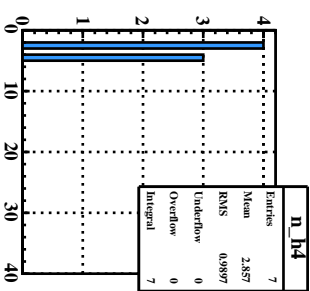 n_h4
Entries 7
Mean 2.857
RMS 0.9897
Underflow 0
Overflow 0
Integral 7
4
3
2
1
0
0 10 20 30 40